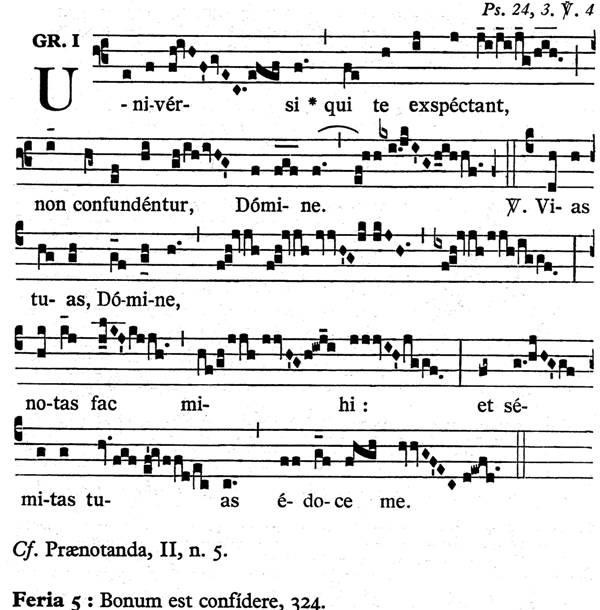 Ps. 24, 3. ℣. 4
GR. I
U - ni-vér- si * qui te exspéctant,
non confundéntur, Dómi- ne. ℣. Vi- as
tu- as, Dó-mi-ne,
no-tas fac mi- hi : et sé-
mi-tas tu- as é- do- ce me.
Cf. Prænotanda, II, n. 5.
Feria 5 : Bonum est confídere, 324.